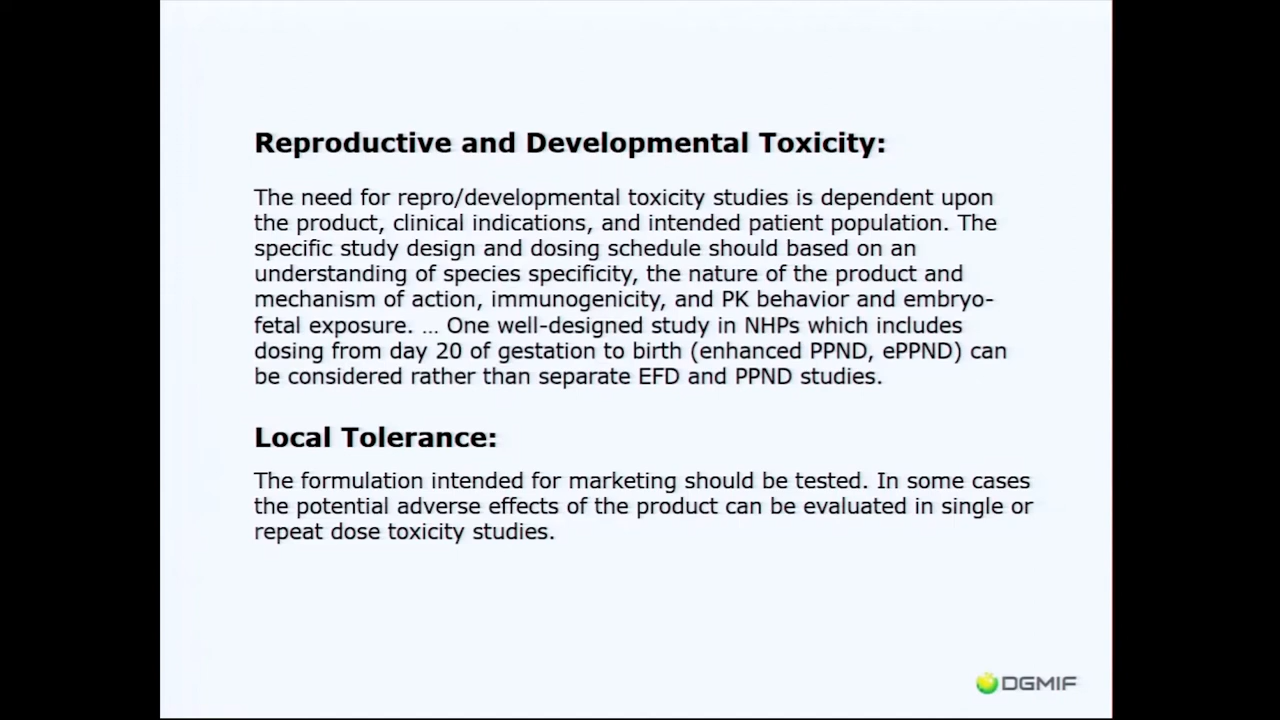 Reproductive and Developmental Toxicity:
The need for repro/developmental toxicity studies is dependent upon
the product, clinical indications, and intended patient population. The
specific study design and dosing schedule should based on an
understanding of species specificity, the nature of the product and
mechanism of action, immunogenicity, and PK behavior and embryo-
fetal exposure. … One well-designed study in NHPs which includes
dosing from day 20 of gestation to birth (enhanced PPND, ePPND) can
be considered rather than separate EFD and PPND studies.
Local Tolerance:
The formulation intended for marketing should be tested. In some cases
the potential adverse effects of the product can be evaluated in single or
repeat dose toxicity studies.
DGMIF